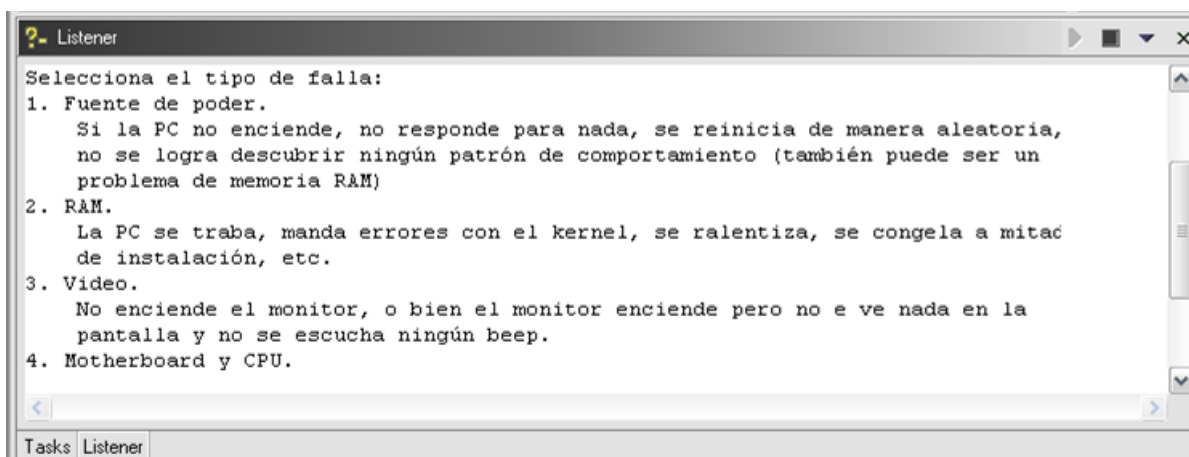 ?- Listener
Selecciona el tipo de falla:
1. Fuente de poder.
Si la PC no enciende, no responde para nada, se reinicia de manera aleatoria,
no se logra descubrir ningún patrón de comportamiento (también puede ser un
problema de memoria RAM)
2. RAM.
La PC se traba, manda errores con el kernel, se ralentiza, se congela a mitad
de instalación, etc.
3. Video.
No enciende el monitor, o bien el monitor enciende pero no e ve nada en la
pantalla y no se escucha ningún beep.
4. Motherboard y CPU.
Tasks Listener